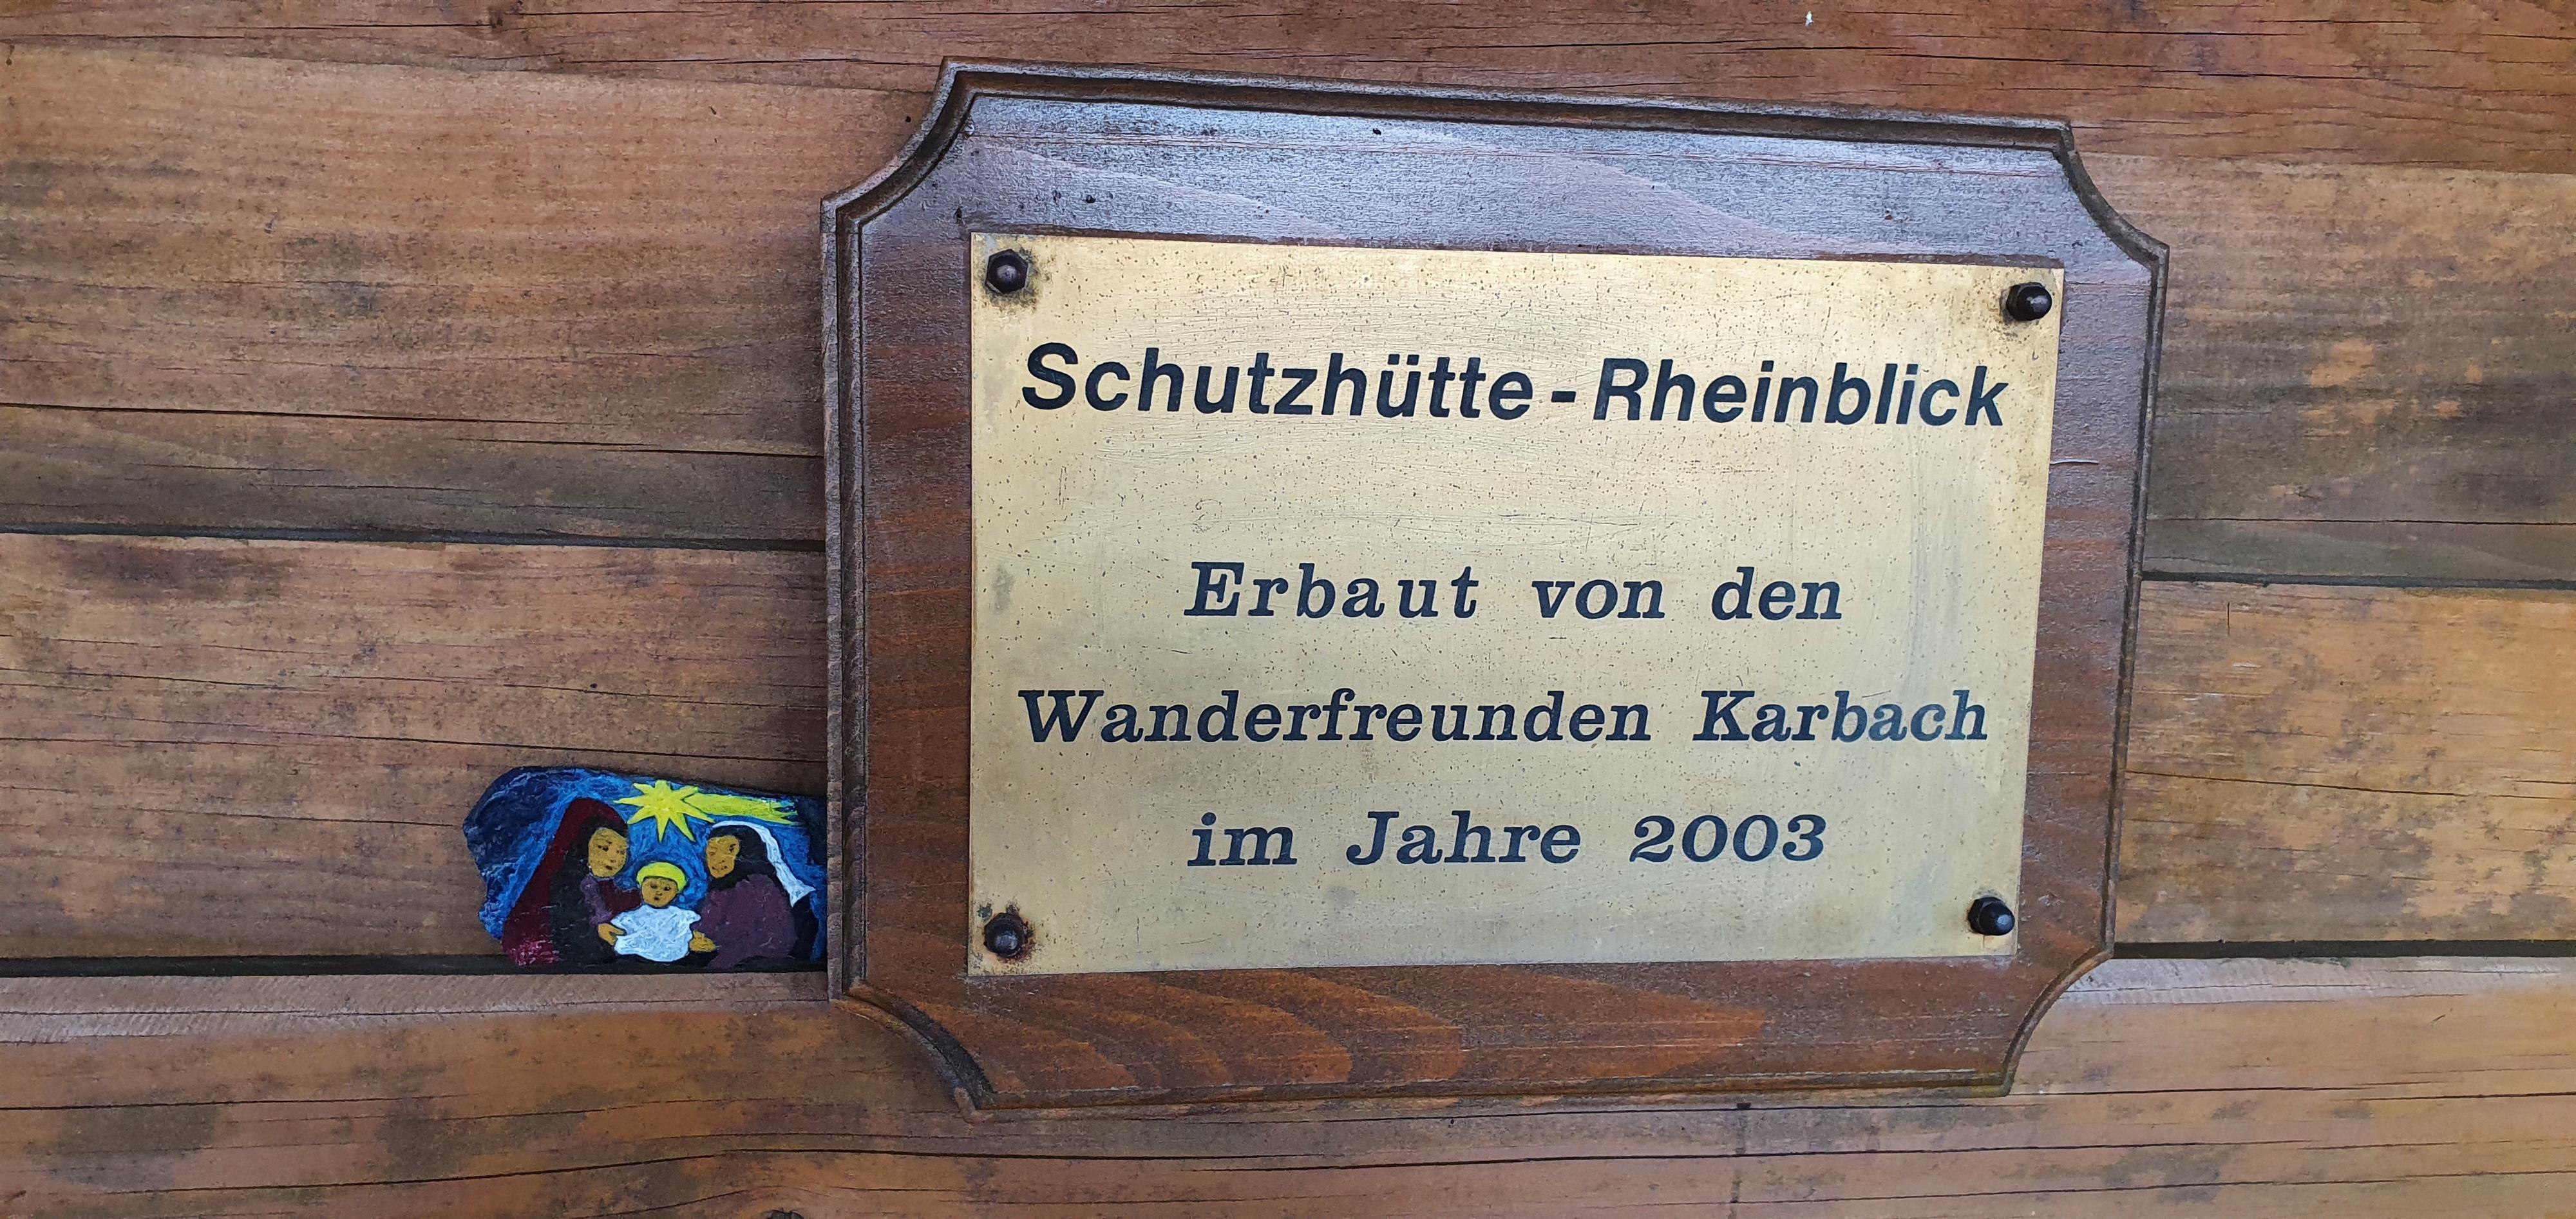 Schutzhütte - Rheinblick
Erbaut von den
Wanderfreunden Karbach
im Jahre 2003